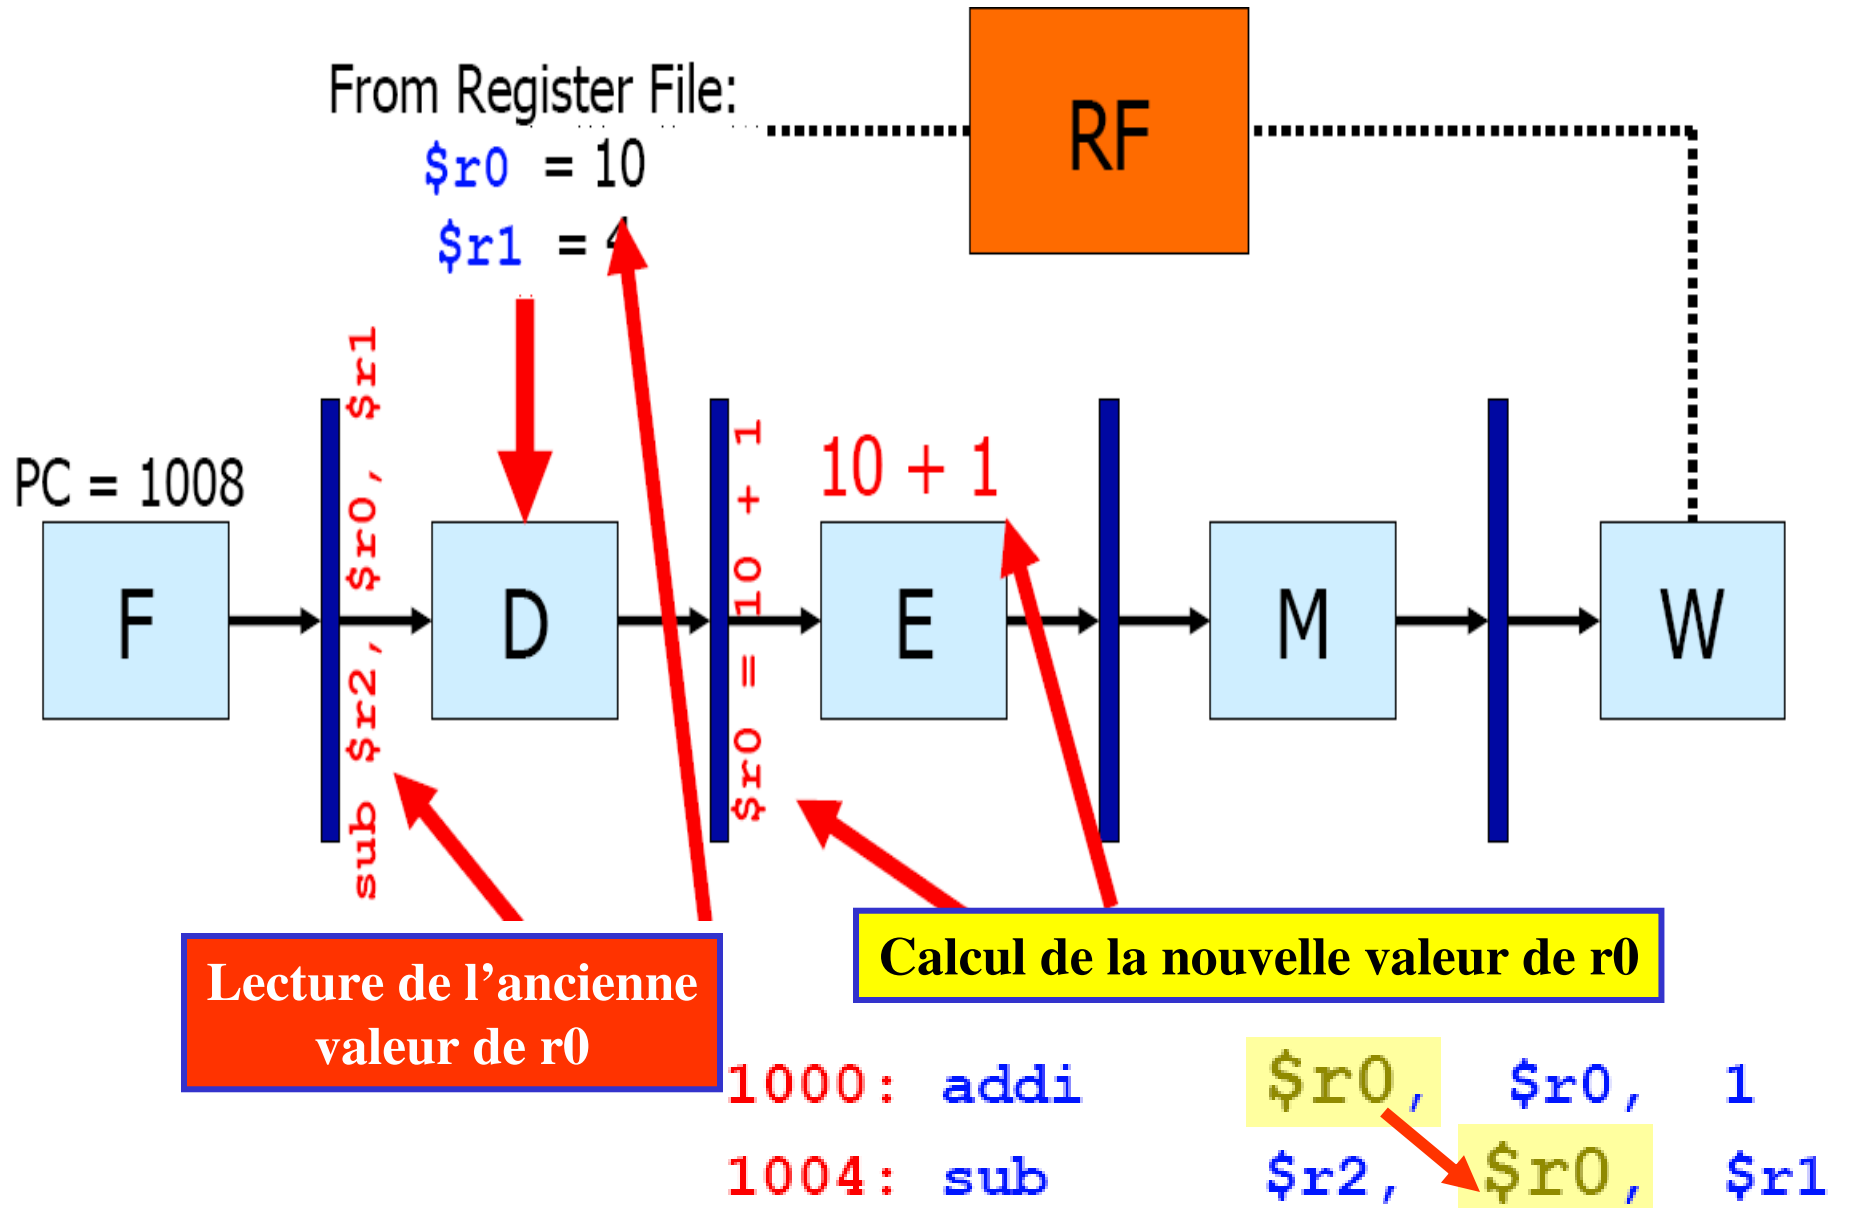 From Register File:
$r0 = 10
$r1 = 4
RF
PC = 1008
sub $r2, $r0, $r1
$r0 = 10 + 1
10 + 1
F
D
E
M
W
Lecture de l’ancienne
valeur de r0
Calcul de la nouvelle valeur de r0
1000: addi $r0, $r0, 1
1004: sub $r2, $r0, $r1